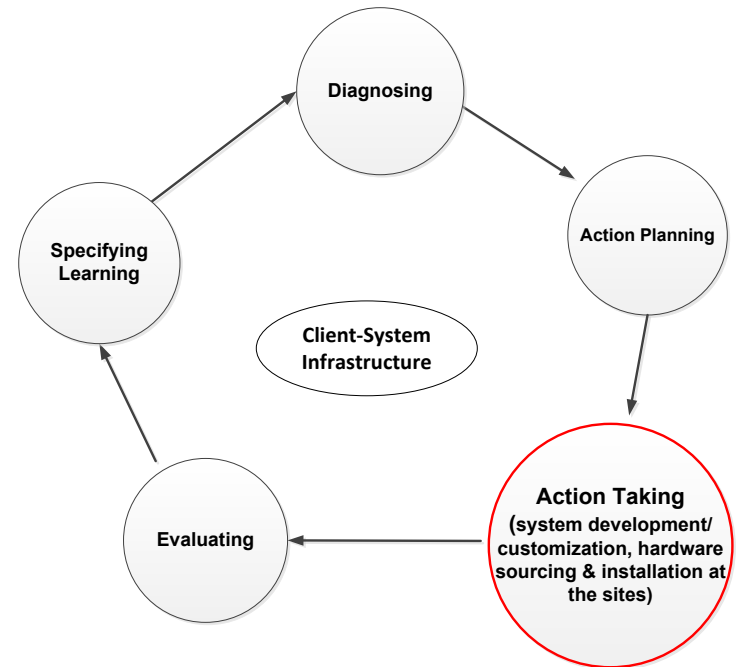 Diagnosing
Action Planning
Specifying
Learning
Client-System
Infrastructure
Action Taking
(system development/
customization, hardware
sourcing & installation at
the sites)
Evaluating